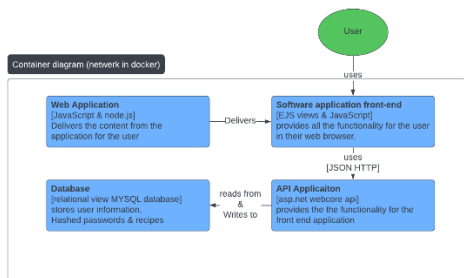 User
Container diagram (netwerk in docker)
uses
Web Application
[JavaScript & node.js]
Delivers the content from the
application for the user
Delivers
Software application front-end
[EJS views & JavaScript]
provides all the functionality for the user
in their web browser.
uses
[JSON HTTP]
Database
[relational view MYSQL database]
stores user information,
Hashed passwords & recipes
reads from
&
Writes to
API Applicaiton
[asp.net webcore api]
provides the the functionality for the
front end application